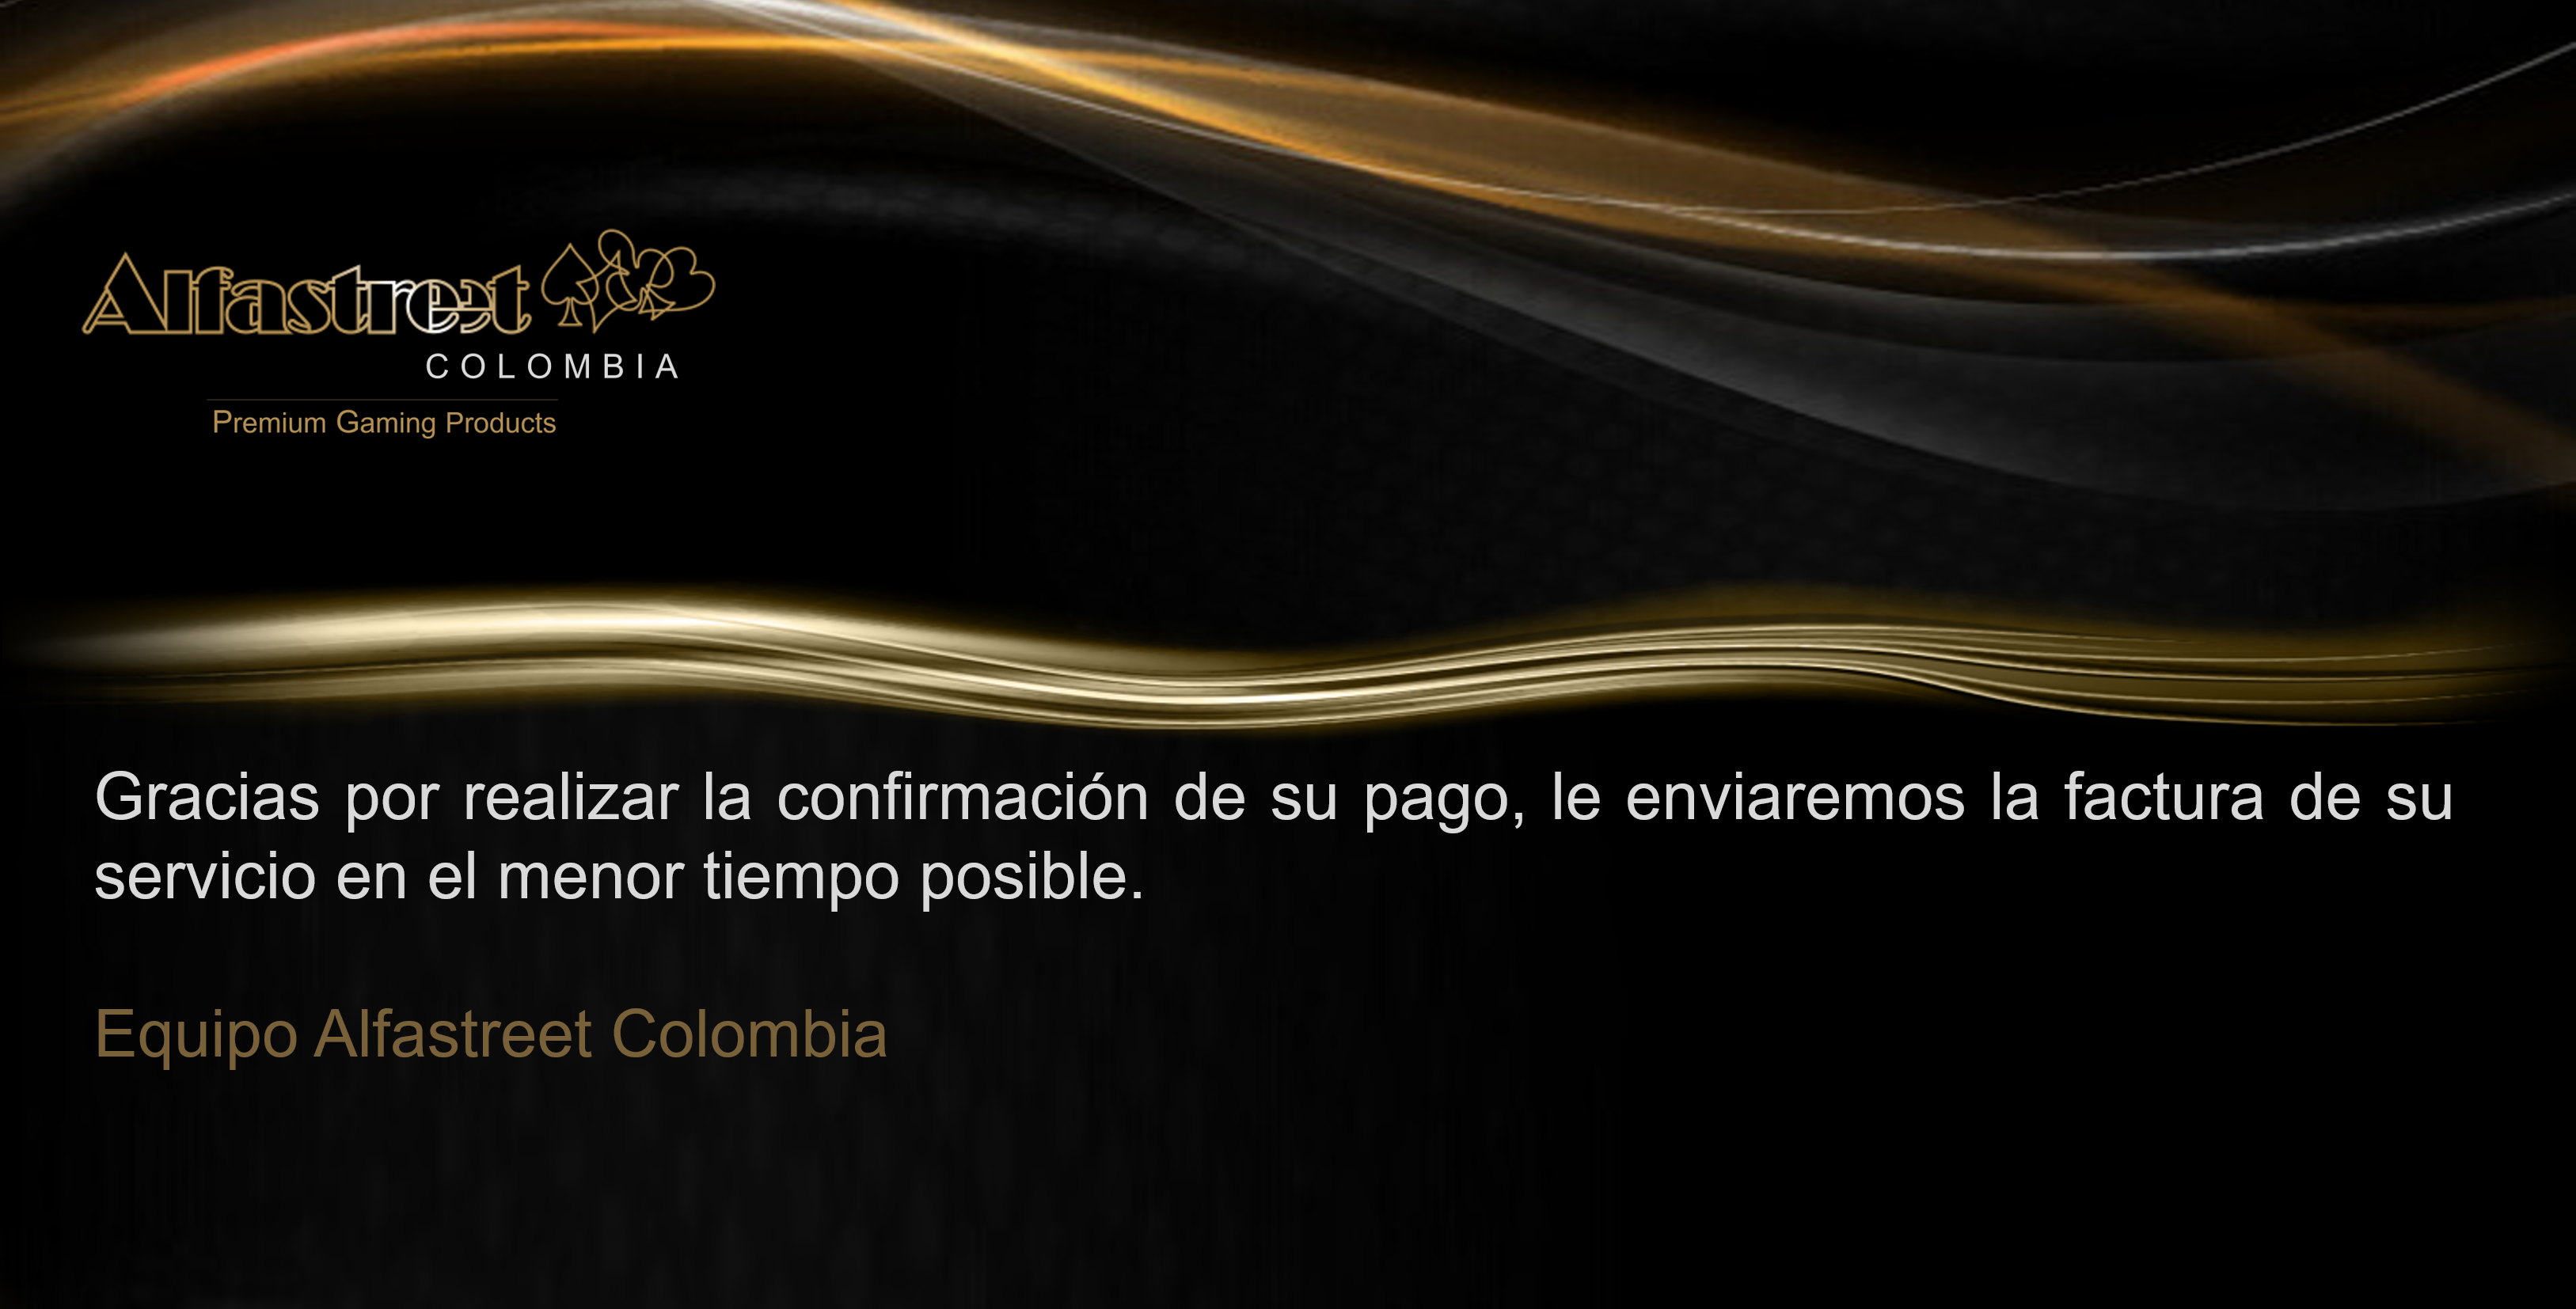 Alfastreet
COLOMBIA
Premium Gaming Products
Gracias por realizar la confirmación de su pago, le enviaremos la factura de su
servicio en el menor tiempo posible.
Equipo Alfastreet Colombia